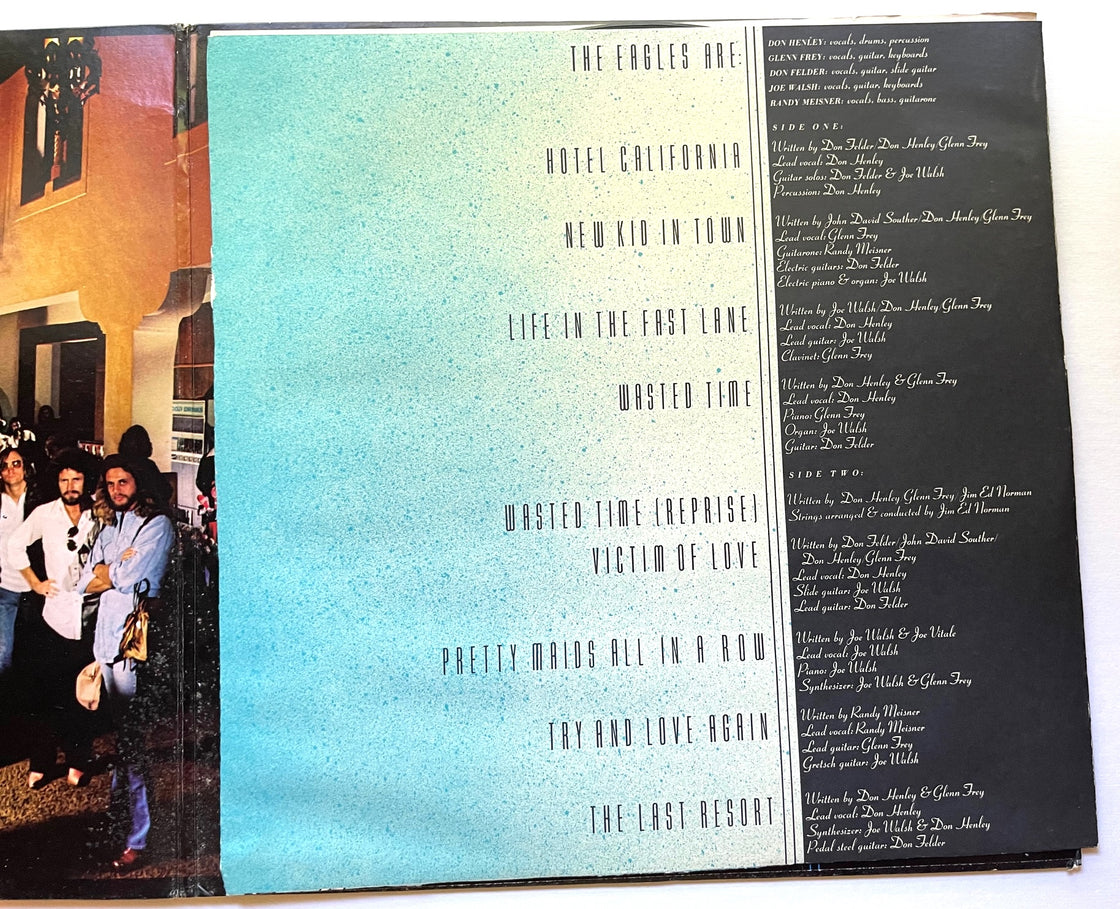 THE EAGLES ARE:
DON HENLEY: vocals, drums, percussion
GLENN FREY: vocals, guitar, keyboards
DON FELDER: vocals, guitar, slide guitar
JOE WALSH: vocals, guitar, keyboards
RANDY MEISNER: vocals, bass, guitarone
SIDE ONE:
HOTEL CALIFORNIA
Written by Don Felder/Don Henley/Glenn Frey
Lead vocal: Don Henley
Guitar solos: Don Felder & Joe Walsh
Percussion: Don Henley
NEW KID IN TOWN
Written by John David Souther/Don Henley/Glenn Frey
Lead vocal: Glenn Frey
Guitarone: Randy Meisner
Electric guitars: Don Felder
Electric piano & organ: Joe Walsh
LIFE IN THE FAST LANE
Written by Joe Walsh/Don Henley/Glenn Frey
Lead vocal: Don Henley
Lead guitar: Joe Walsh
Clavinet: Glenn Frey
WASTED TIME
Written by Don Henley & Glenn Frey
Lead vocal: Don Henley
Piano: Glenn Frey
Organ: Joe Walsh
Guitar: Don Felder
SIDE TWO:
WASTED TIME (REPRISE)
Written by Don Henley/Glenn Frey/Jim Ed Norman
Strings arranged & conducted by Jim Ed Norman
VICTIM OF LOVE
Written by Don Felder/John David Souther/
Don Henley/Glenn Frey
Lead vocal: Don Henley
Slide guitar: Joe Walsh
Lead guitar: Don Felder
PRETTY MAIDS ALL IN A ROW
Written by Joe Walsh & Joe Vitale
Lead vocal: Joe Walsh
Piano: Joe Walsh
Synthesizer: Joe Walsh & Glenn Frey
TRY AND LOVE AGAIN
Written by Randy Meisner
Lead vocal: Randy Meisner
Lead guitar: Glenn Frey
Gretsch guitar: Joe Walsh
THE LAST RESORT
Written by Don Henley & Glenn Frey
Lead vocal: Don Henley
Synthesizer: Joe Walsh & Don Henley
Pedal steel guitar: Don Felder